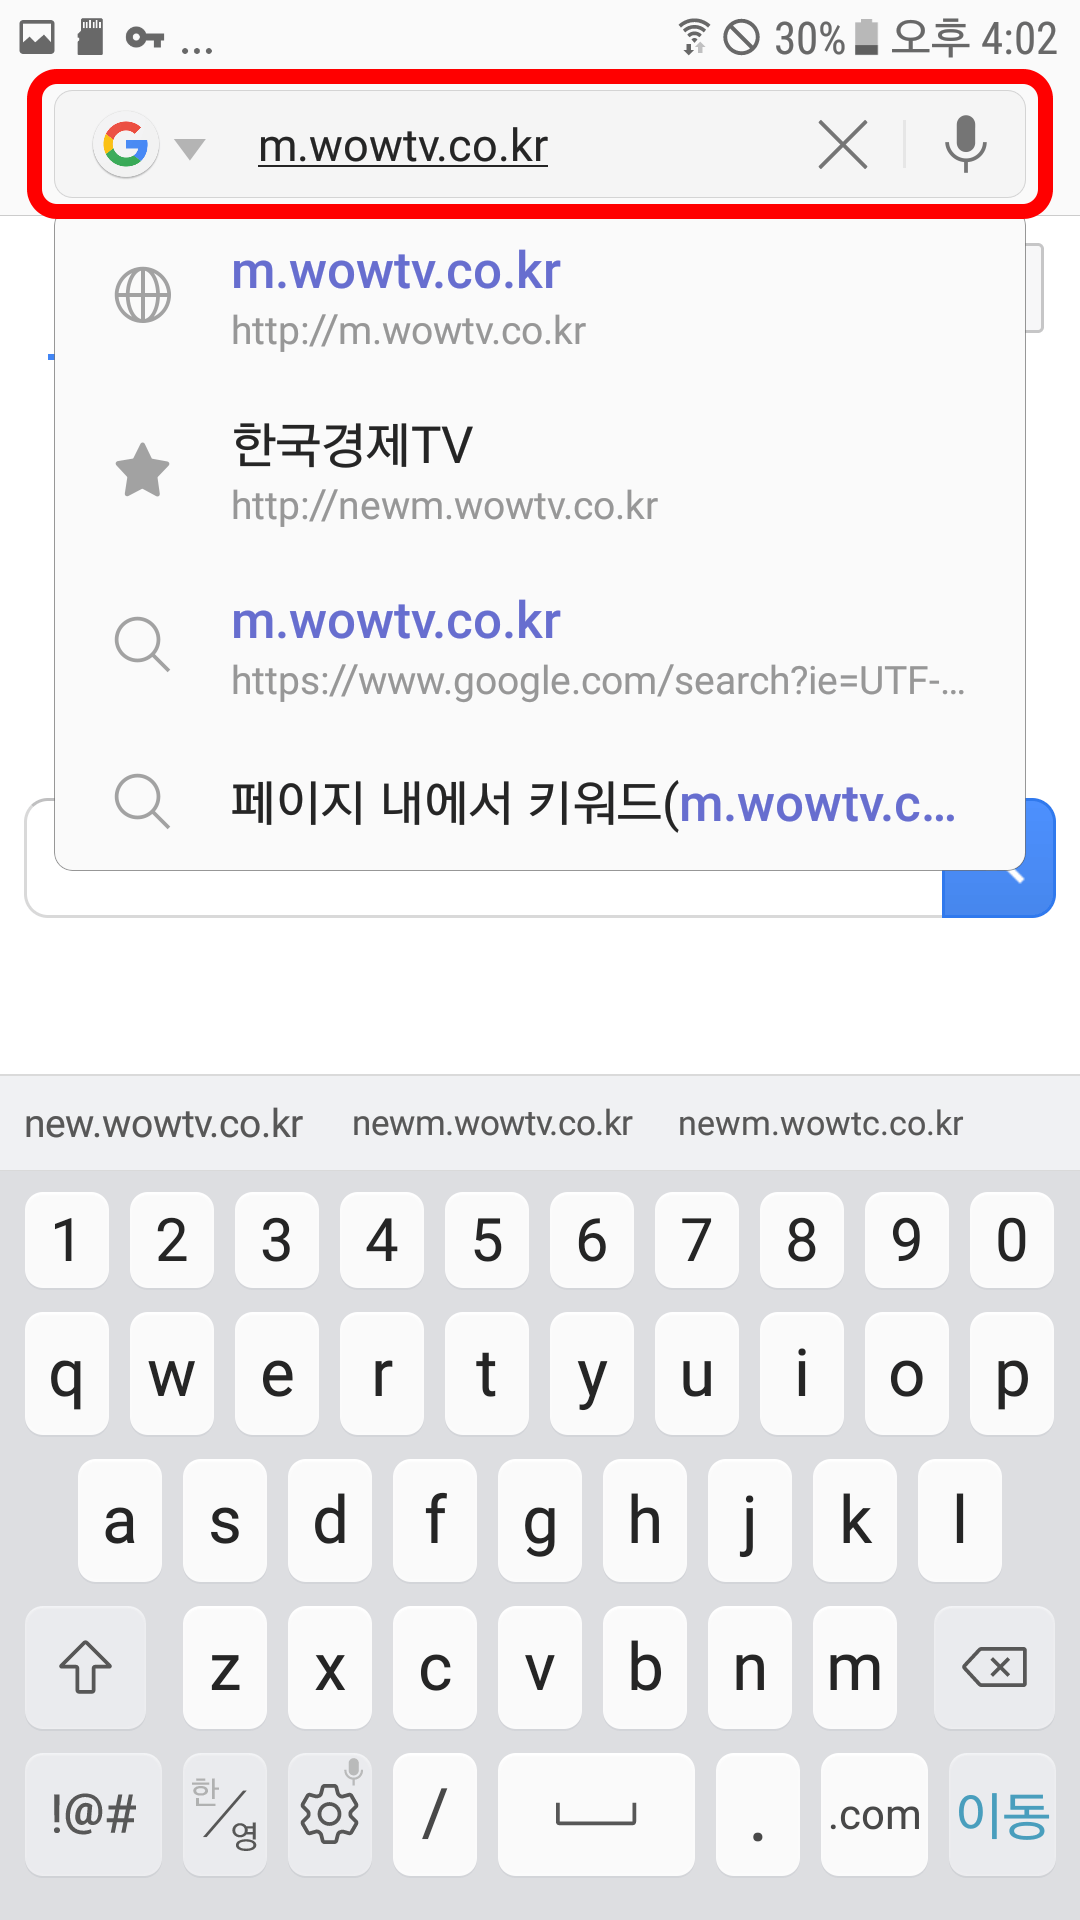 30% 오후 4:02
m.wowtv.co.kr
m.wowtv.co.kr
http://m.wowtv.co.kr
한국경제TV
http://newm.wowtv.co.kr
m.wowtv.co.kr
https://www.google.com/search?ie=UTF-...
페이지 내에서 키워드(m.wowtv.c...
new.wowtv.co.kr newm.wowtv.co.kr newm.wowtc.co.kr
1 2 3 4 5 6 7 8 9 0
q w e r t y u i o p
a s d f g h j k l
z x c v b n m
!@# 한/영 / . .com 이동